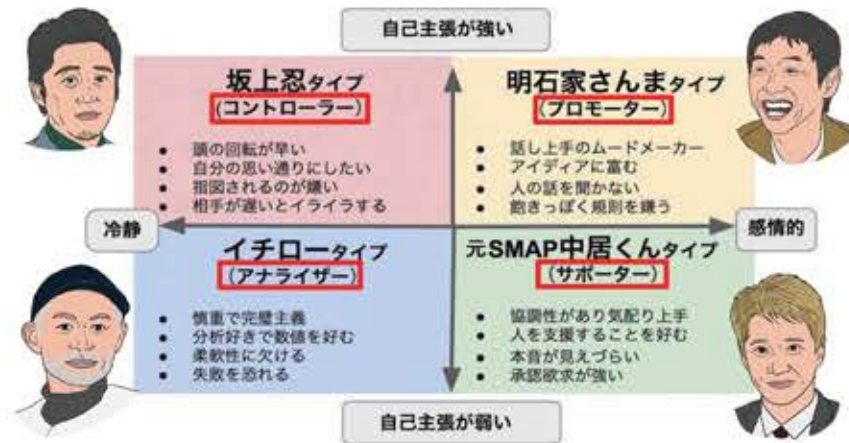 自己主張が強い
坂上忍タイプ
(コントローラー)
頭の回転が早い
自分の思い通りにしたい
指図されるのが嫌い
相手が遅いとイライラする
明石家さんまタイプ
(プロモーター)
話し上手のムードメーカー
アイディアに富む
人の話を聞かない
飽きっぽく規則を嫌う
冷静
感情的
イチロータイプ
(アナライザー)
慎重で完璧主義
分析好きで数値を好む
柔軟性に欠ける
失敗を恐れる
元SMAP中居くんタイプ
(サポーター)
協調性があり気配り上手
人を支援することを好む
本音が見えづらい
承認欲求が強い
自己主張が弱い